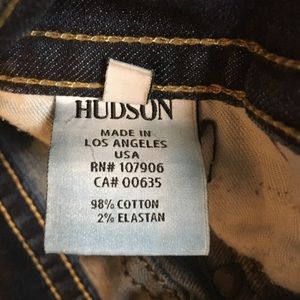 HUDSON
MADE IN
LOS ANGELES
USA
RN# 107906
CA# 00635
98% COTTON
2% ELASTAN